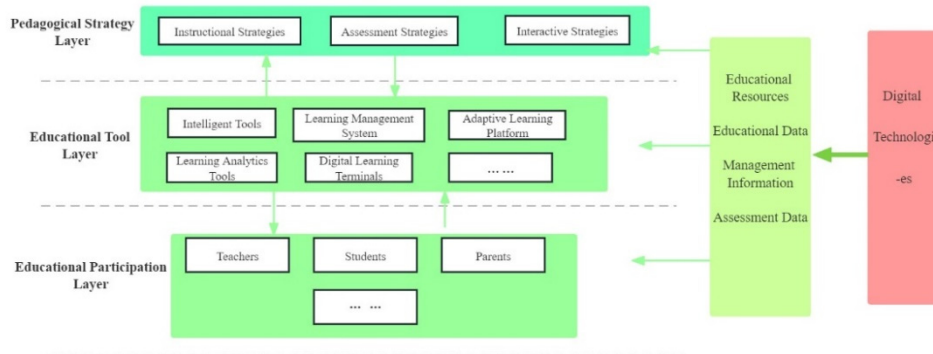 Pedagogical Strategy
Layer
Instructional Strategies
Assessment Strategies
Interactive Strategies
Educational Tool
Layer
Intelligent Tools
Learning Management
System
Adaptive Learning
Platform
Learning Analytics
Tools
Digital Learning
Terminals
... ...
Educational Participation
Layer
Teachers
Students
Parents
... ...
Educational
Resources
Educational Data
Management
Information
Assessment Data
Digital
Technologi
-es